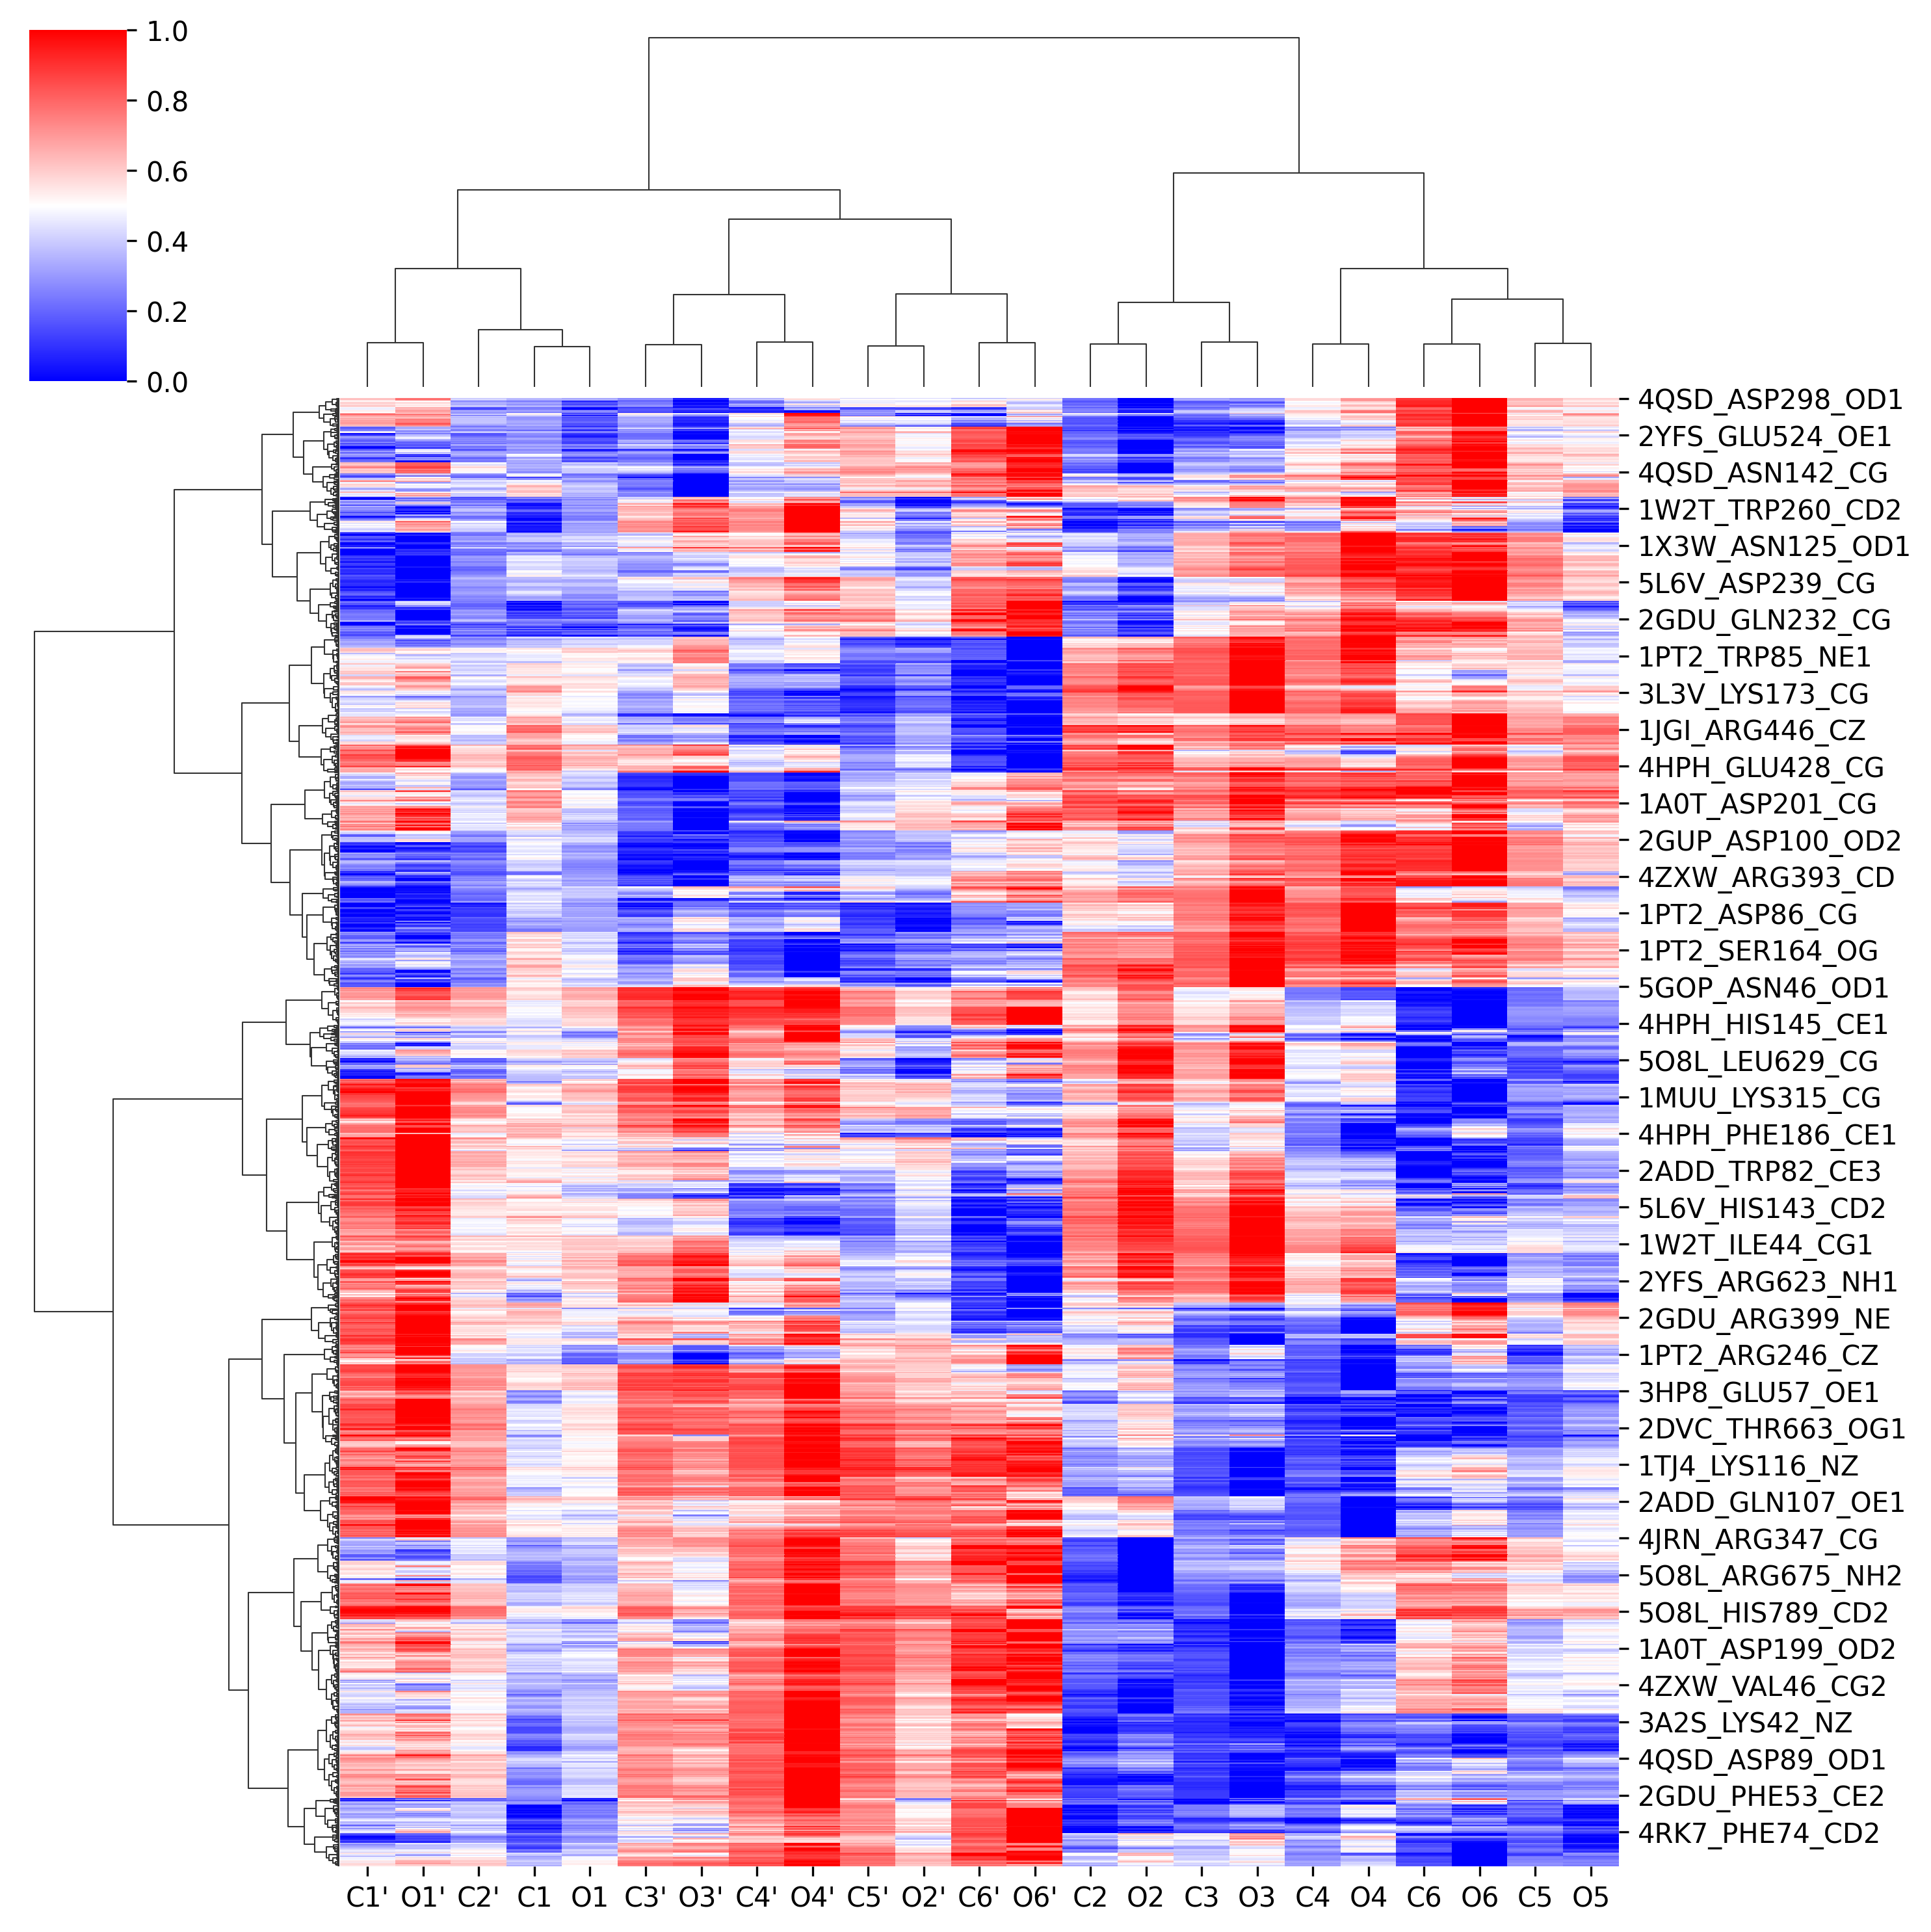 1.0
0.8
0.6
0.4
0.2
0.0
4QSD_ASP298_OD1
2YFS_GLU524_OE1
4QSD_ASN142_CG
1W2T_TRP260_CD2
1X3W_ASN125_OD1
5L6V_ASP239_CG
2GDU_GLN232_CG
1PT2_TRP85_NE1
3L3V_LYS173_CG
1JGI_ARG446_CZ
4HPH_GLU428_CG
1A0T_ASP201_CG
2GUP_ASP100_OD2
4ZXW_ARG393_CD
1PT2_ASP86_CG
1PT2_SER164_OG
5GOP_ASN46_OD1
4HPH_HIS145_CE1
5O8L_LEU629_CG
1MUU_LYS315_CG
4HPH_PHE186_CE1
2ADD_TRP82_CE3
5L6V_HIS143_CD2
1W2T_ILE44_CG1
2YFS_ARG623_NH1
2GDU_ARG399_NE
1PT2_ARG246_CZ
3HP8_GLU57_OE1
2DVC_THR663_OG1
1TJ4_LYS116_NZ
2ADD_GLN107_OE1
4JRN_ARG347_CG
5O8L_ARG675_NH2
5O8L_HIS789_CD2
1A0T_ASP199_OD2
4ZXW_VAL46_CG2
3A2S_LYS42_NZ
4QSD_ASP89_OD1
2GDU_PHE53_CE2
4RK7_PHE74_CD2
C1' O1' C2' C1 O1 C3' O3' C4' O4' C5' O2' C6' O6' C2 O2 C3 O3 C4 O4 C6 O6 C5 O5